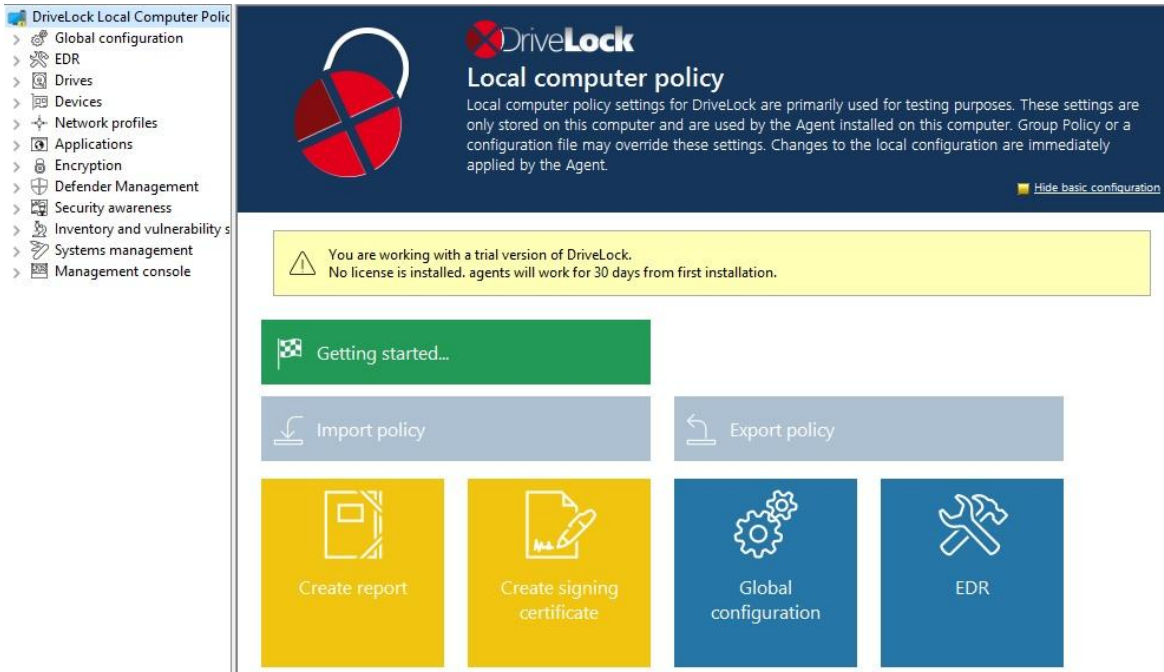 DriveLock Local Computer Polic
Global configuration
EDR
Drives
Devices
Network profiles
Applications
Encryption
Defender Management
Security awareness
Inventory and vulnerability s
Systems management
Management console
DriveLock
Local computer policy
Local computer policy settings for DriveLock are primarily used for testing purposes. These settings are
only stored on this computer and are used by the Agent installed on this computer. Group Policy or a
configuration file may override these settings. Changes to the local configuration are immediately
applied by the Agent.
Hide basic configuration
You are working with a trial version of DriveLock.
No license is installed. agents will work for 30 days from first installation.
Getting started...
Import policy
Export policy
Create report
Create signing
certificate
Global
configuration
EDR